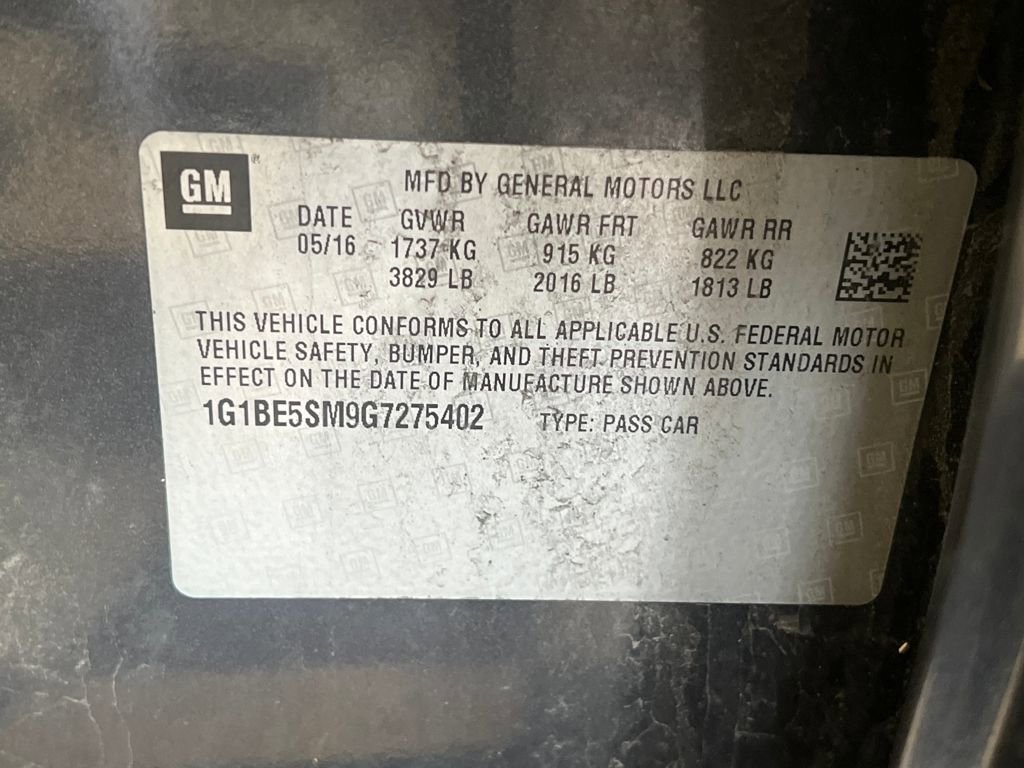 GM
MFD BY GENERAL MOTORS LLC
DATE GVWR GAWR FRT GAWR RR
05/16 1737 KG 915 KG 822 KG
3829 LB 2016 LB 1813 LB
THIS VEHICLE CONFORMS TO ALL APPLICABLE U.S. FEDERAL MOTOR
VEHICLE SAFETY, BUMPER, AND THEFT PREVENTION STANDARDS IN
EFFECT ON THE DATE OF MANUFACTURE SHOWN ABOVE.
1G1BE5SM9G7275402 TYPE: PASS CAR